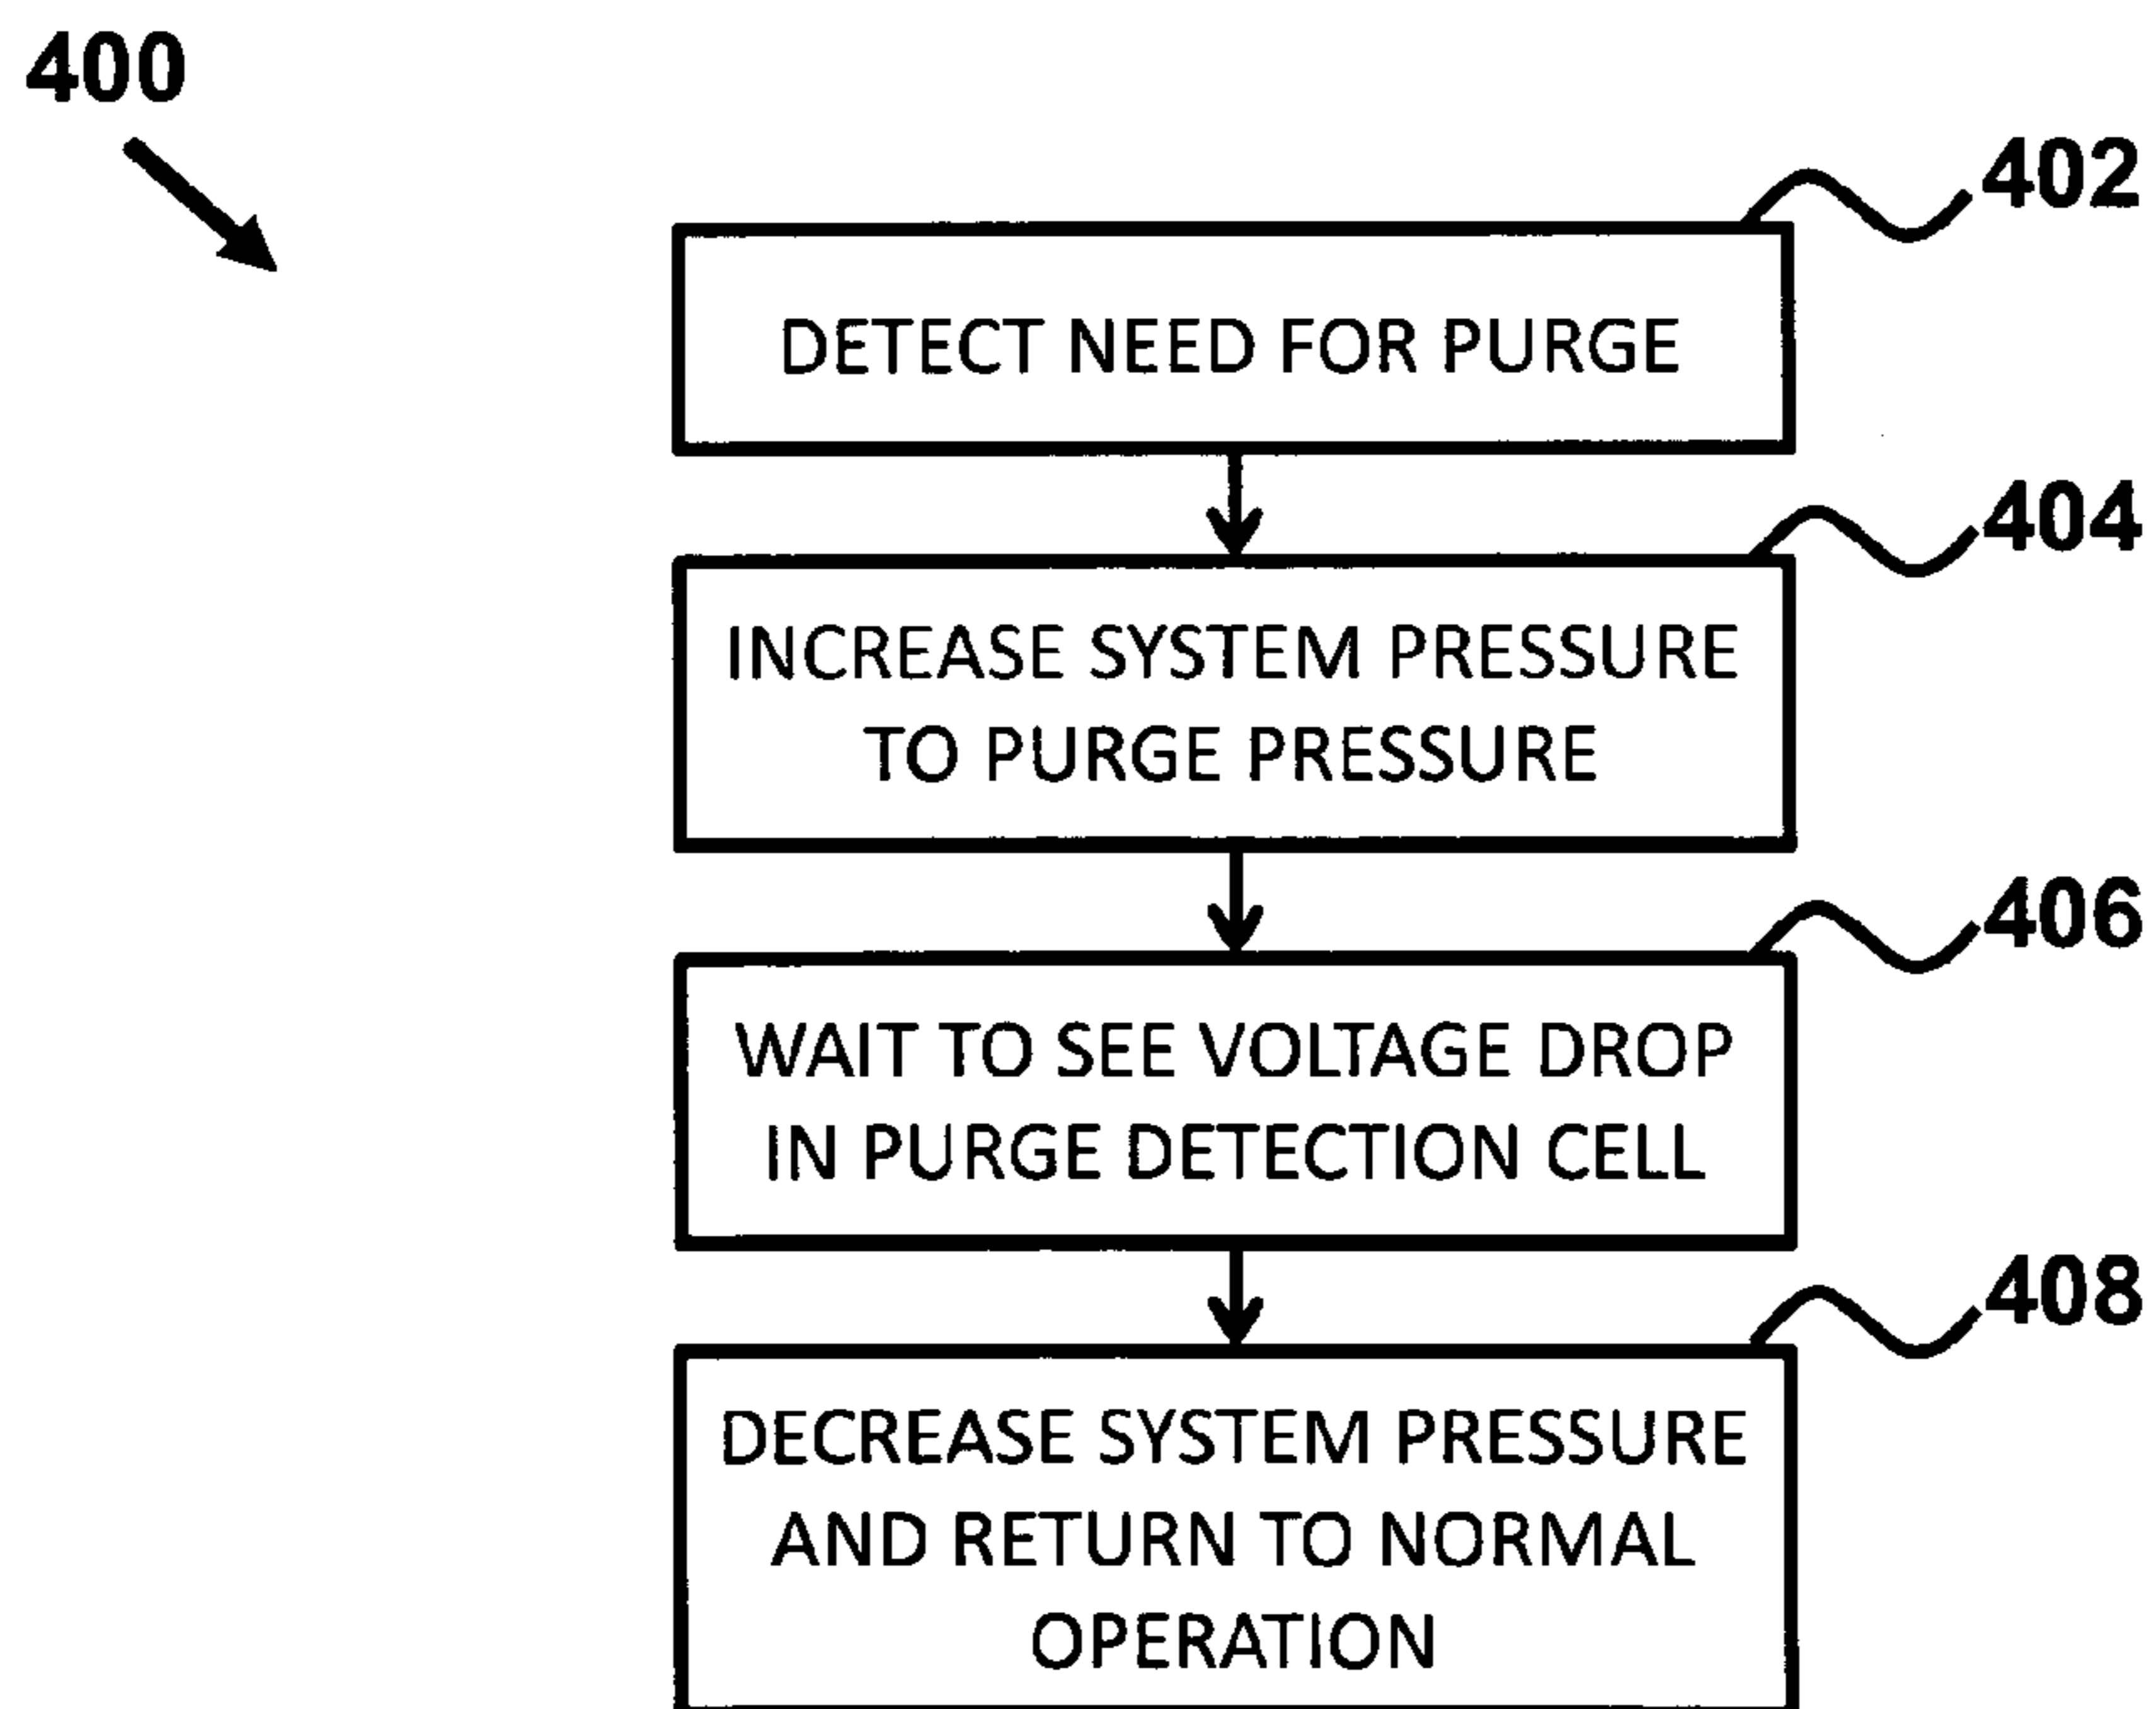 400
402
DETECT NEED FOR PURGE
404
INCREASE SYSTEM PRESSURE
TO PURGE PRESSURE
406
WAIT TO SEE VOLTAGE DROP
IN PURGE DETECTION CELL
408
DECREASE SYSTEM PRESSURE
AND RETURN TO NORMAL
OPERATION